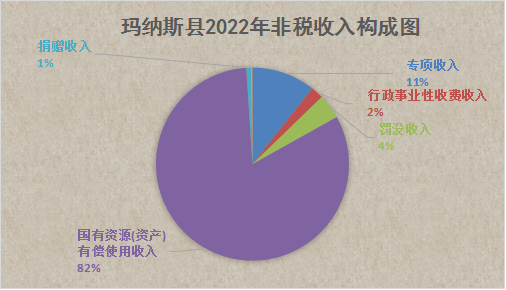 玛纳斯县2022年非税收入构成图
捐赠收入
1%
专项收入
11%
行政事业性收费收入
2%
罚没收入
4%
国有资源(资产)
有偿使用收入
82%